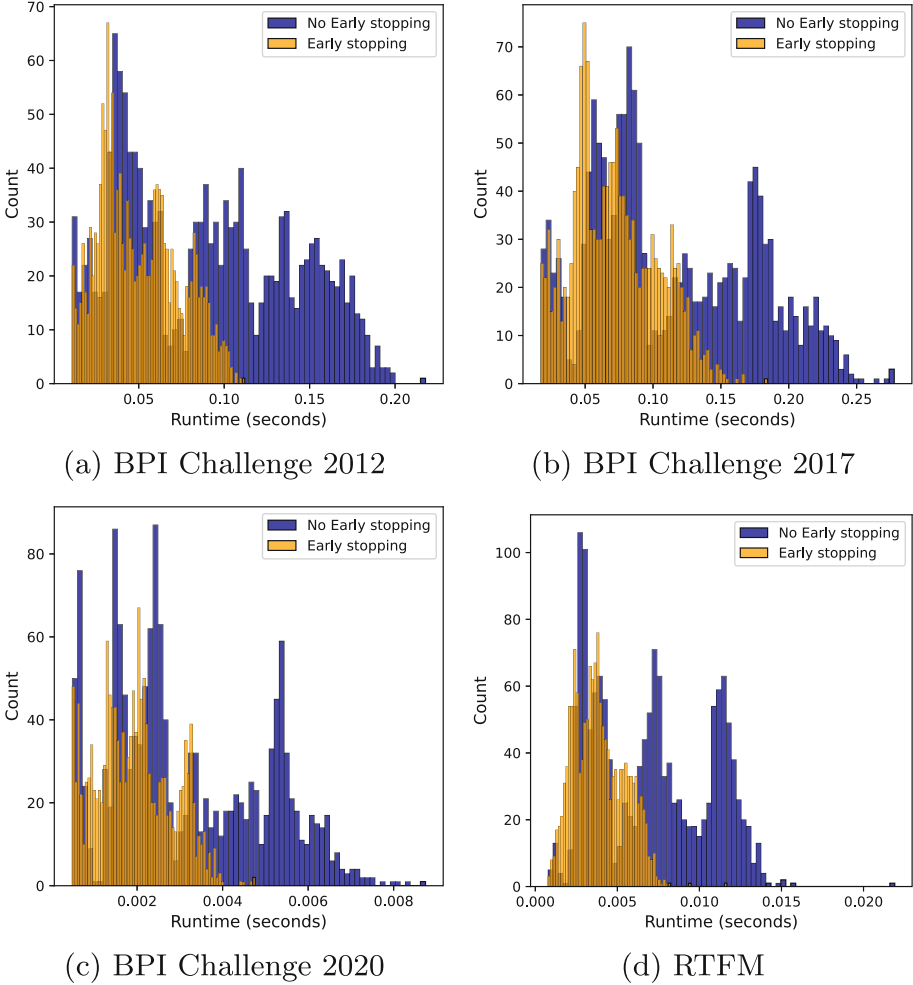 70
60
50
40
30
20
10
0
Count
No Early stopping
Early stopping
0.05
0.10
0.15
0.20
Runtime (seconds)
(a) BPI Challenge 2012
70
60
50
40
30
20
10
0
Count
No Early stopping
Early stopping
0.05
0.10
0.15
0.20
0.25
Runtime (seconds)
(b) BPI Challenge 2017
80
60
40
20
0
Count
No Early stopping
Early stopping
0.002
0.004
0.006
0.008
Runtime (seconds)
(c) BPI Challenge 2020
100
80
60
40
20
0
Count
No Early stopping
Early stopping
0.000
0.005
0.010
0.015
0.020
Runtime (seconds)
(d) RTFM